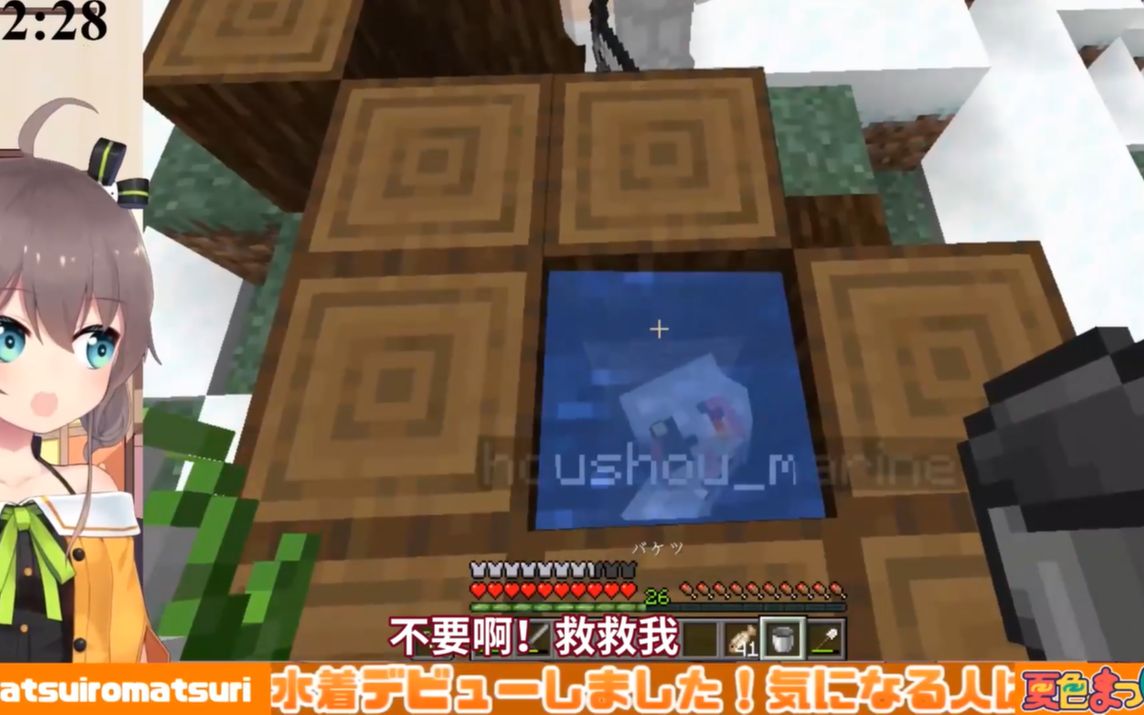 2:28
houshou_marine
バケツ
26
41
不要啊！救救我
atsuiromatsuri
水着デビューしました！気になる人は
夏色まつ